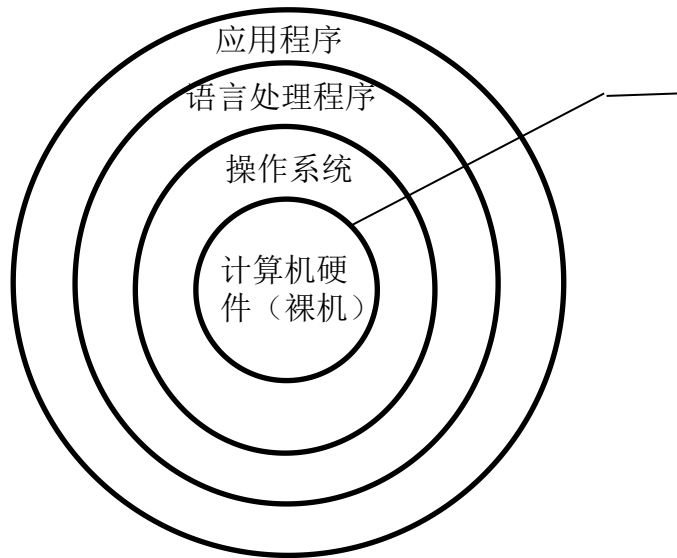 应用程序
语言处理程序
操作系统
计算机硬
件（裸机）